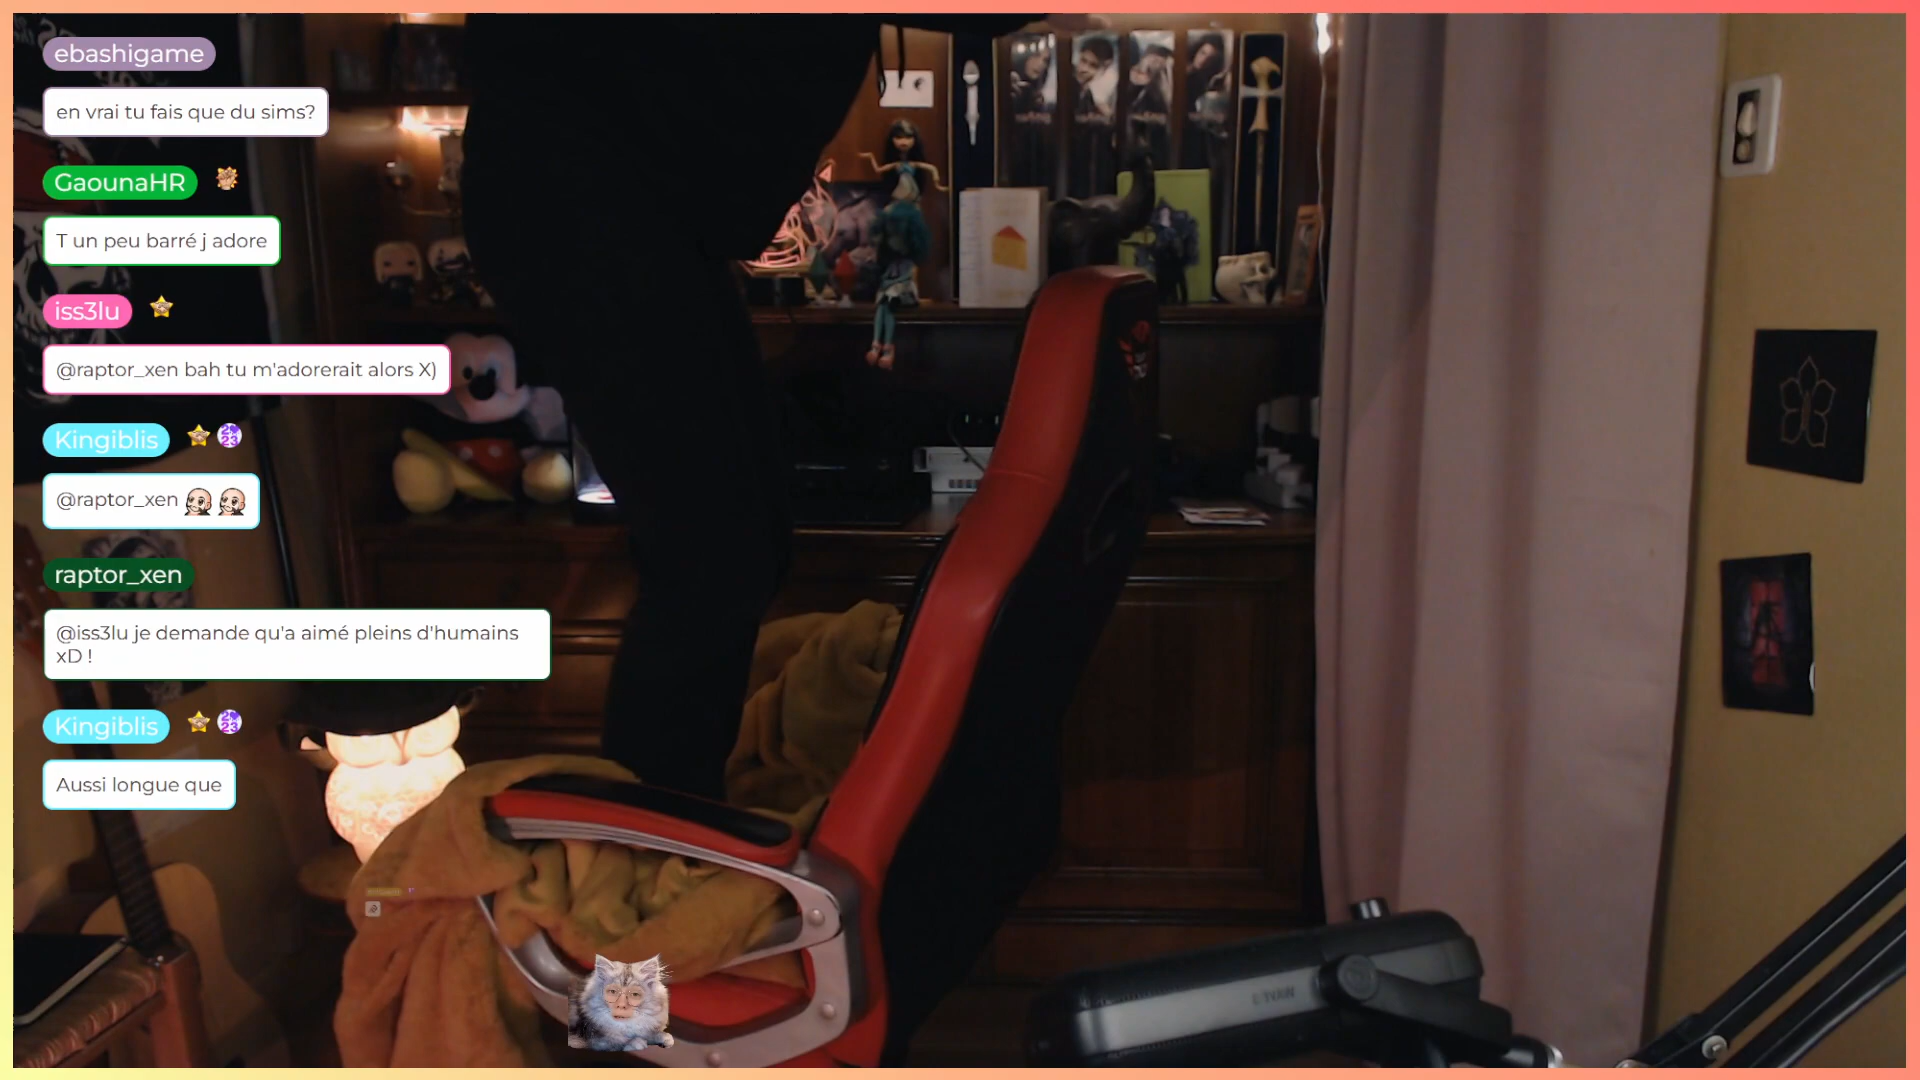 ebashigame
en vrai tu fais que du sims?
GaounaHR
T un peu barré j adore
iss3lu
@raptor_xen bah tu m'adorerait alors X)
Kingiblis
@raptor_xen
raptor_xen
@iss3lu je demande qu'a aimé pleins d'humains
xD !
Kingiblis
Aussi longue que